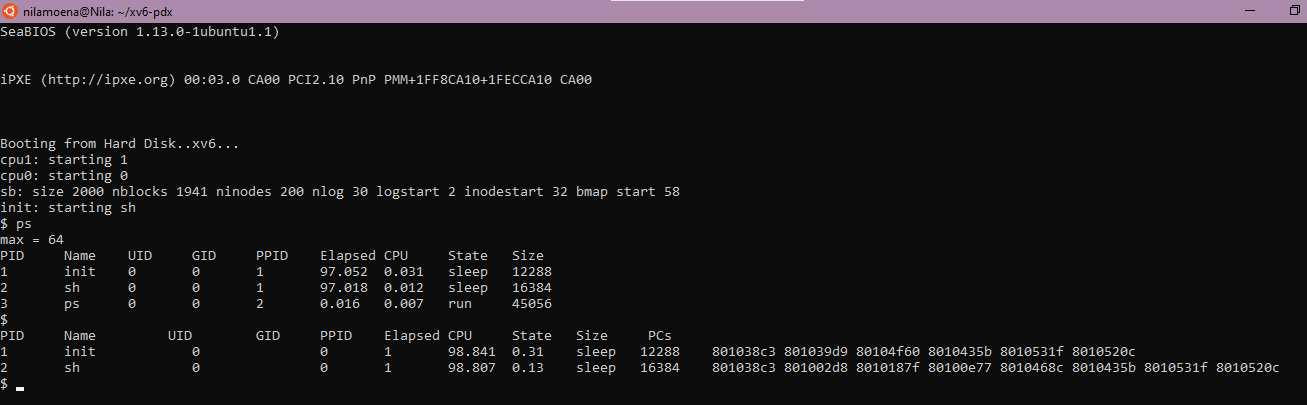 nilamoena@Nila: ~/xv6-pdx
SeaBIOS (version 1.13.0-1ubuntu1.1)
iPXE (http://ipxe.org) 00:03.0 CA00 PCI2.10 PnP PMM+1FF8CA10+1FECCA10 CA00
Booting from Hard Disk..xv6...
cpu1: starting 1
cpu0: starting 0
sb: size 2000 nblocks 1941 ninodes 200 nlog 30 logstart 2 inodestart 32 bmap start 58
init: starting sh
$ ps
max = 64
PID Name UID GID PPID Elapsed CPU State Size
1 init 0 0 1 97.052 0.031 sleep 12288
2 sh 0 0 1 97.018 0.012 sleep 16384
3 ps 0 0 2 0.016 0.007 run 45056
$
PID Name UID GID PPID Elapsed CPU State Size PCs
1 init 0 0 1 98.841 0.31 sleep 12288 801038c3 801039d9 80104f60 8010435b 8010531f 8010520c
2 sh 0 0 1 98.807 0.13 sleep 16384 801038c3 801002d8 8010187f 80100e77 8010468c 8010435b 8010531f 8010520c
$